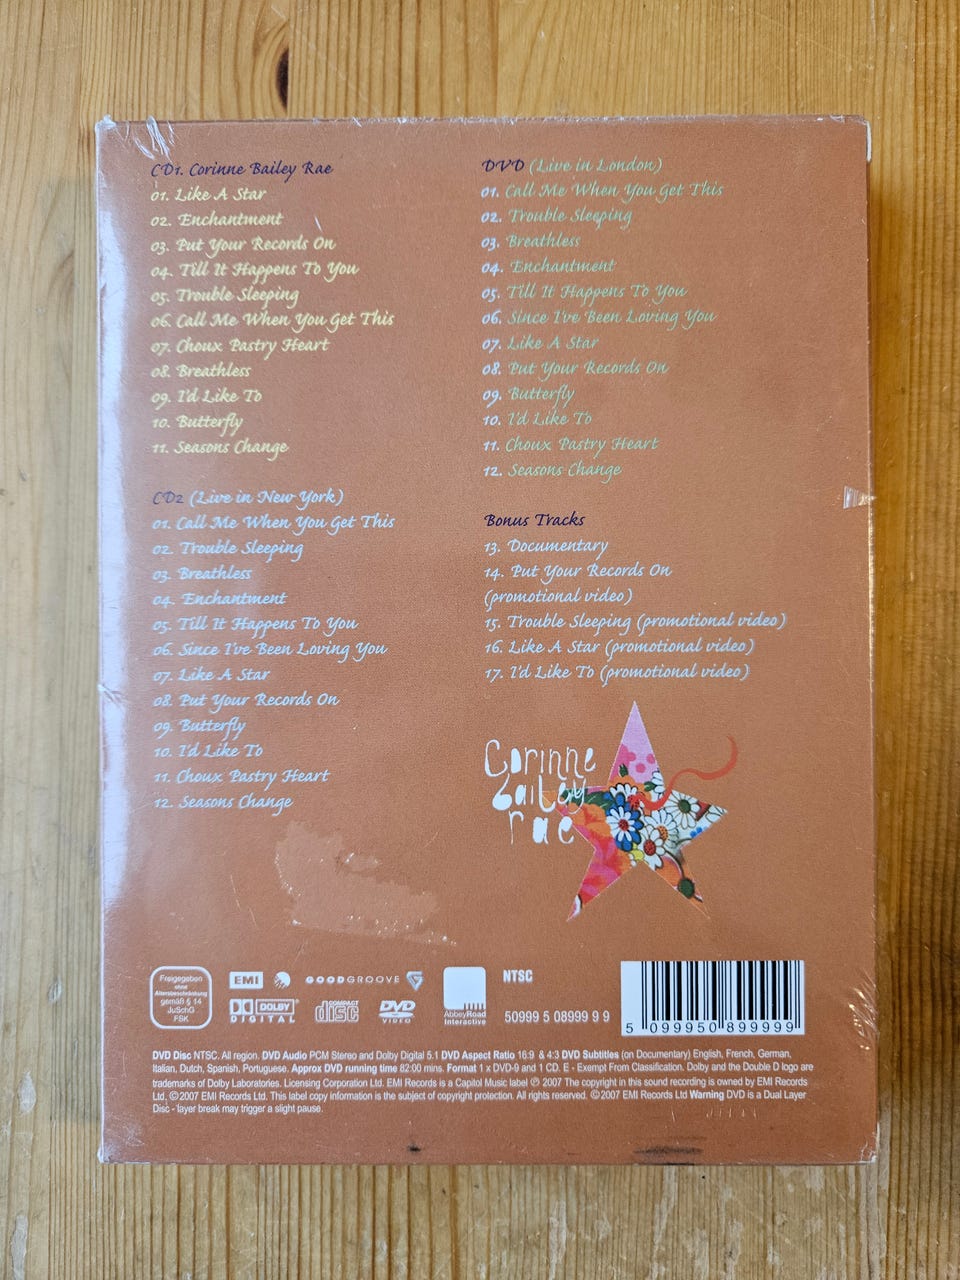 CD1. Corinne Bailey Rae
01. Like A Star
02. Enchantment
03. Put Your Records On
04. Till It Happens To You
05. Trouble Sleeping
06. Call Me When You Get This
07. Choux Pastry Heart
08. Breathless
09. I'd Like To
10. Butterfly
11. Seasons Change
CD2 (Live in New York)
01. Call Me When You Get This
02. Trouble Sleeping
03. Breathless
04. Enchantment
05. Till It Happens To You
06. Since I've Been Loving You
07. Like A Star
08. Put Your Records On
09. Butterfly
10. I'd Like To
11. Choux Pastry Heart
12. Seasons Change
DVD (Live in London)
01. Call Me When You Get This
02. Trouble Sleeping
03. Breathless
04. Enchantment
05. Till It Happens To You
06. Since I've Been Loving You
07. Like A Star
08. Put Your Records On
09. Butterfly
10. I'd Like To
11. Choux Pastry Heart
12. Seasons Change
Bonus Tracks
13. Documentary
14. Put Your Records On
(promotional video)
15. Trouble Sleeping (promotional video)
16. Like A Star (promotional video)
17. I'd Like To (promotional video)
Corinne
bailey
rae
Freigegeben
ohne
Altersbeschränkung
gemäß § 14
JuSchG
FSK
EMI
GOODGROOVE
DOLBY
DIGITAL
COMPACT
disc
DVD
VIDEO
AbbeyRoad
Interactive
NTSC
50999 5 08999 9 9
5 099950 899999
DVD Disc NTSC. All region. DVD Audio PCM Stereo and Dolby Digital 5.1 DVD Aspect Ratio 16:9 & 4:3 DVD Subtitles (on Documentary) English, French, German,
Italian, Dutch, Spanish, Portuguese. Approx DVD running time 82:00 mins. Format 1 x DVD-9 and 1 CD. E - Exempt From Classification. Dolby and the Double D logo are
trademarks of Dolby Laboratories. Licensing Corporation Ltd. EMI Records is a Capitol Music label ℗ 2007 The copyright in this sound recording is owned by EMI Records
Ltd, © 2007 EMI Records Ltd. This label copy information is the subject of copyright protection. All rights reserved. © 2007 EMI Records Ltd Warning DVD is a Dual Layer
Disc - layer break may trigger a slight pause.